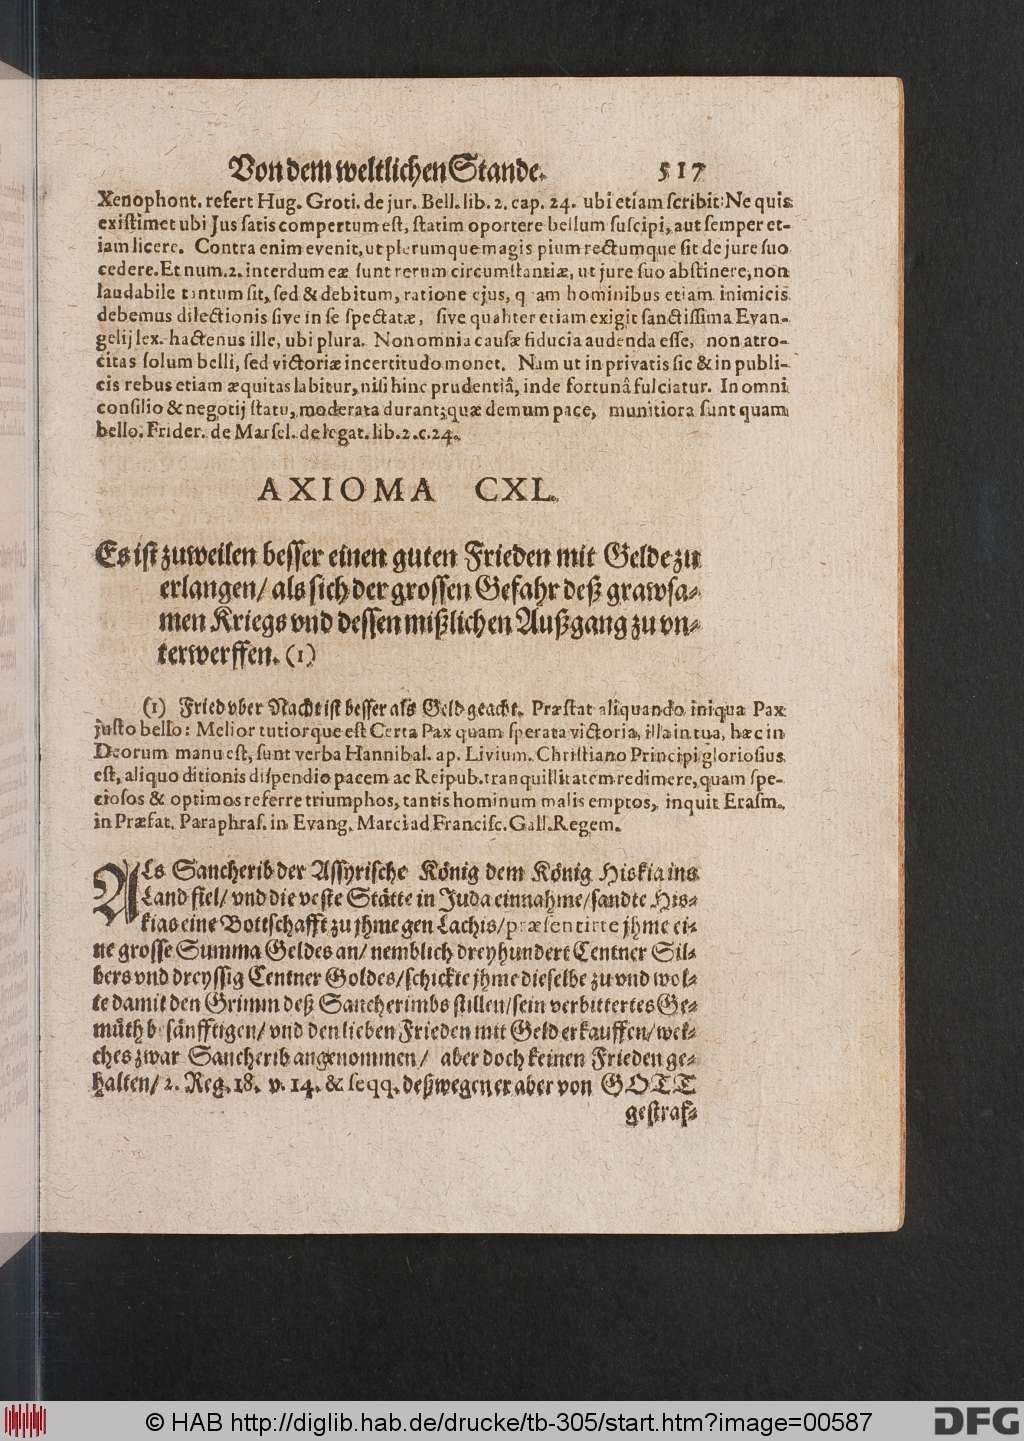 Von dem weltlichen Stande. 517
Xenophont. refert Hug. Groti. de jur. Bell. lib. 2. cap. 24. ubi etiam scribit: Ne quis
existimet ubi Jus satis compertum est, statim oportere bellum suscipi, aut semper et-
iam licere. Contra enim evenit, ut plerumque magis pium rectumque sit de jure suo
cedere. Et num. 2. interdum eæ sunt rerum circumstantiæ, ut jure suo abstinere, non
laudabile tantum sit, sed & debitum, ratione ejus, quam hominibus etiam inimicis
debemus dilectionis sive in se spectatæ, sive qualiter etiam exigit sanctissima Evan-
gelij lex. hactenus ille, ubi plura. Non omnia causæ fiducia audenda esse, non atro-
citas solum belli, sed victoriæ incertitudo monet. Nam ut in privatis sic & in publi-
cis rebus etiam æquitas labitur, nisi hinc prudentiâ, inde fortunâ fulciatur. In omni
consilio & negotij statu, moderata durant; quæ demum pace, munitiora sunt quam
bello. Frider. de Marsel. de legat. lib. 2. c. 24.
AXIOMA CXL.
Es ist zuweilen besser einen guten Frieden mit Gelde zu
erlangen/ als sich der grossen Gefahr deß grawsa-
men Kriegs vnd dessen mißlichen Außgang zu vn-
terwerffen. (1)
(1) Fried vber Nacht ist besser als Geld geacht. Præstat aliquando iniqua Pax
justo bello: Melior tutiorque est Certa Pax quam sperata victoria, illa in tua, hæc in
Deorum manu est, sunt verba Hannibal. ap. Livium. Christiano Principi gloriosius
est, aliquo ditionis dispendio pacem ac Reipub. tranquillitatem redimere, quam spe-
ciosos & optimos referre triumphos, tantis hominum malis emptos, inquit Erasm.
in Præfat. Paraphras. in Evang. Marci ad Francisc. Gall. Regem.
ALs Sancherib der Assyrische König dem König Hiskia ins
Land fiel/ vnd die veste Stätte in Juda einnahme/ sandte His-
kias eine Bottschafft zu jhme gen Lachis/ præsentirte jhme ei-
ne grosse Summa Geldes an/ nemblich dreyhundert Centner Sil-
bers vnd dreyssig Centner Goldes/ schickte jhme dieselbe zu vnd wol-
te damit den Grimm deß Sancherimbs stillen/ sein verbittertes Ge-
müth besänfftigen/ vnd den lieben Frieden mit Geld erkauffen/ wel-
ches zwar Sancherib angenommen/ aber doch keinen Frieden ge-
halten/ 2. Reg. 18. v. 14. & seqq. deßwegen er aber von GOTT
gestraf-
© HAB http://diglib.hab.de/drucke/tb-305/start.htm?image=00587
DFG